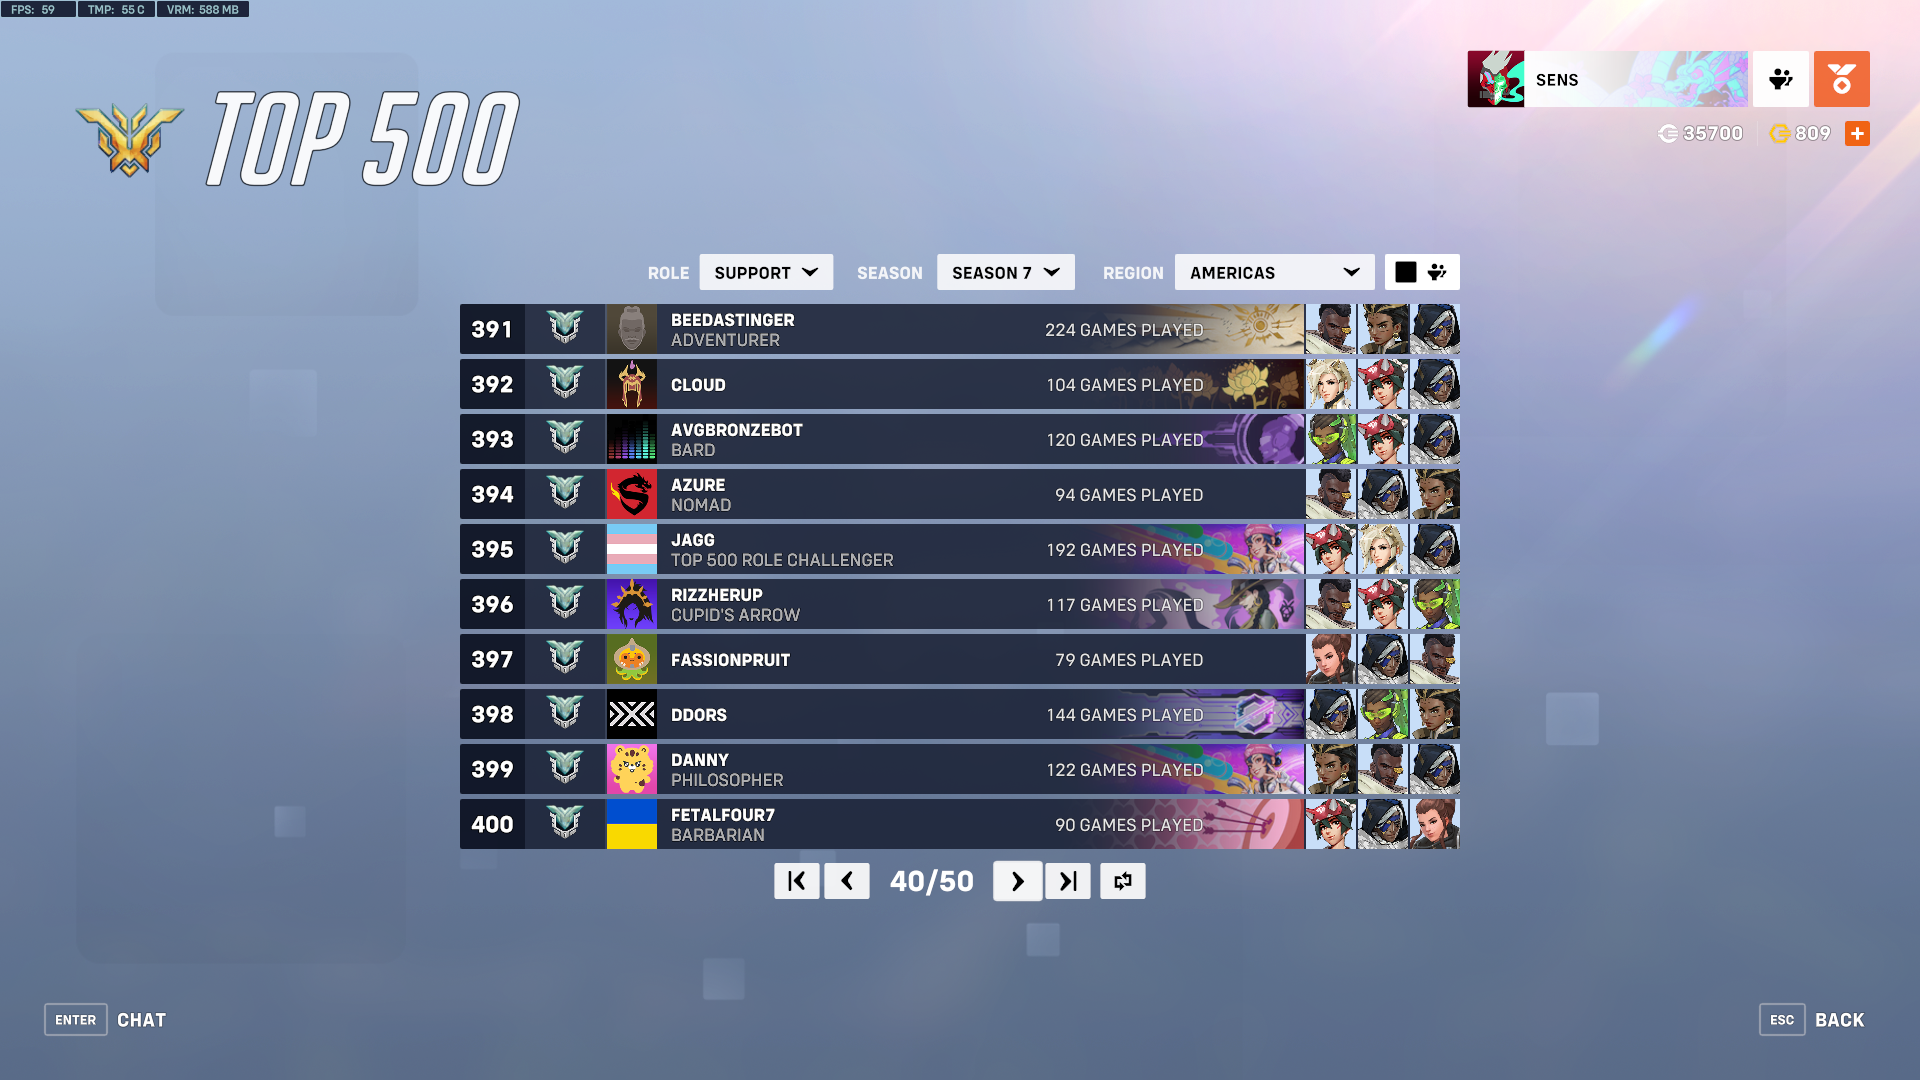 FPS: 59 TMP: 55 C VRM: 588 MB
TOP 500
SENS
35700 809
ROLE SUPPORT SEASON SEASON 7 REGION AMERICAS
391 BEEDASTINGER 224 GAMES PLAYED
ADVENTURER
392 CLOUD 104 GAMES PLAYED
393 AVGBRONZEBOT 120 GAMES PLAYED
BARD
394 AZURE 94 GAMES PLAYED
NOMAD
395 JAGG 192 GAMES PLAYED
TOP 500 ROLE CHALLENGER
396 RIZZHERUP 117 GAMES PLAYED
CUPID'S ARROW
397 FASSIONPRUIT 79 GAMES PLAYED
398 DDORS 144 GAMES PLAYED
399 DANNY 122 GAMES PLAYED
PHILOSOPHER
400 FETALFOUR7 90 GAMES PLAYED
BARBARIAN
40/50
ENTER CHAT
ESC BACK